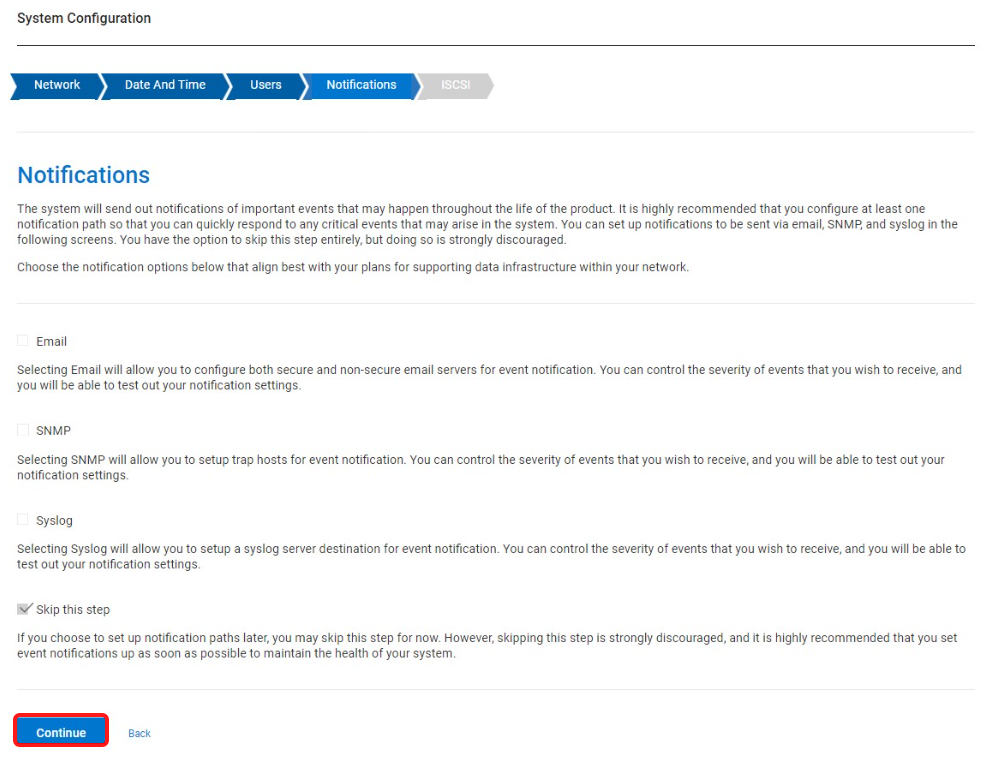 System Configuration
Network
Date And Time
Users
Notifications
ISCSI
Notifications
The system will send out notifications of important events that may happen throughout the life of the product. It is highly recommended that you configure at least one
notification path so that you can quickly respond to any critical events that may arise in the system. You can set up notifications to be sent via email, SNMP, and syslog in the
following screens. You have the option to skip this step entirely, but doing so is strongly discouraged.
Choose the notification options below that align best with your plans for supporting data infrastructure within your network.
Email
Selecting Email will allow you to configure both secure and non-secure email servers for event notification. You can control the severity of events that you wish to receive, and
you will be able to test out your notification settings.
SNMP
Selecting SNMP will allow you to setup trap hosts for event notification. You can control the severity of events that you wish to receive, and you will be able to test out your
notification settings.
Syslog
Selecting Syslog will allow you to setup a syslog server destination for event notification. You can control the severity of events that you wish to receive, and you will be able to
test out your notification settings.
Skip this step
If you choose to set up notification paths later, you may skip this step for now. However, skipping this step is strongly discouraged, and it is highly recommended that you set
event notifications up as soon as possible to maintain the health of your system.
Continue
Back